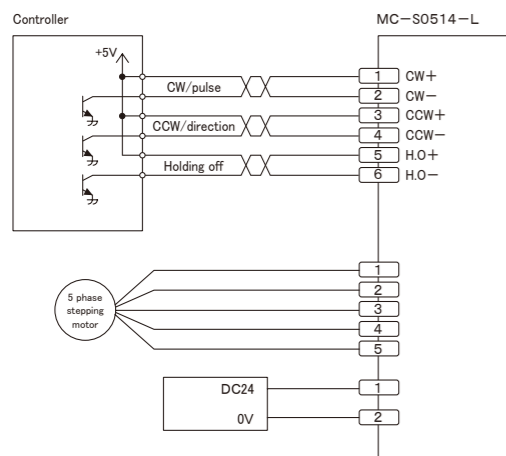 Controller
MC-S0514-L
+5V
CW/pulse
1 CW+
2 CW-
CCW/direction
3 CCW+
4 CCW-
Holding off
5 H.O+
6 H.O-
5 phase
stepping
motor
1
2
3
4
5
DC24
1
0V
2